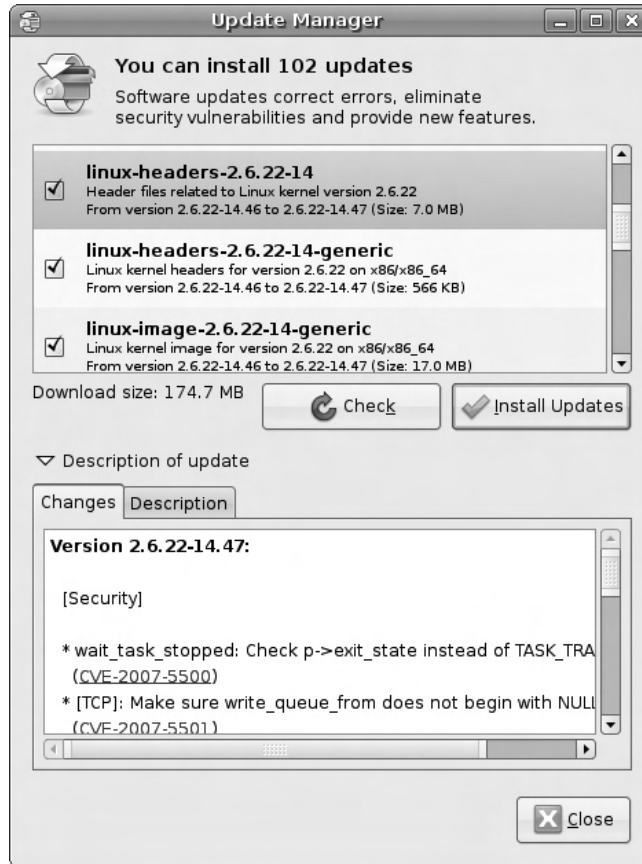 Update Manager
You can install 102 updates
Software updates correct errors, eliminate
security vulnerabilities and provide new features.
linux-headers-2.6.22-14
Header files related to Linux kernel version 2.6.22
From version 2.6.22-14.46 to 2.6.22-14.47 (Size: 7.0 MB)
linux-headers-2.6.22-14-generic
Linux kernel headers for version 2.6.22 on x86/x86_64
From version 2.6.22-14.46 to 2.6.22-14.47 (Size: 566 KB)
linux-image-2.6.22-14-generic
Linux kernel image for version 2.6.22 on x86/x86_64
From version 2.6.22-14.46 to 2.6.22-14.47 (Size: 17.0 MB)
Download size: 174.7 MB
Check
Install Updates
Description of update
Changes Description
Version 2.6.22-14.47:
[Security]
* wait_task_stopped: Check p->exit_state instead of TASK_TRA
(CVE-2007-5500)
* [TCP]: Make sure write_queue_from does not begin with NULL
(CVE-2007-5501)
Close